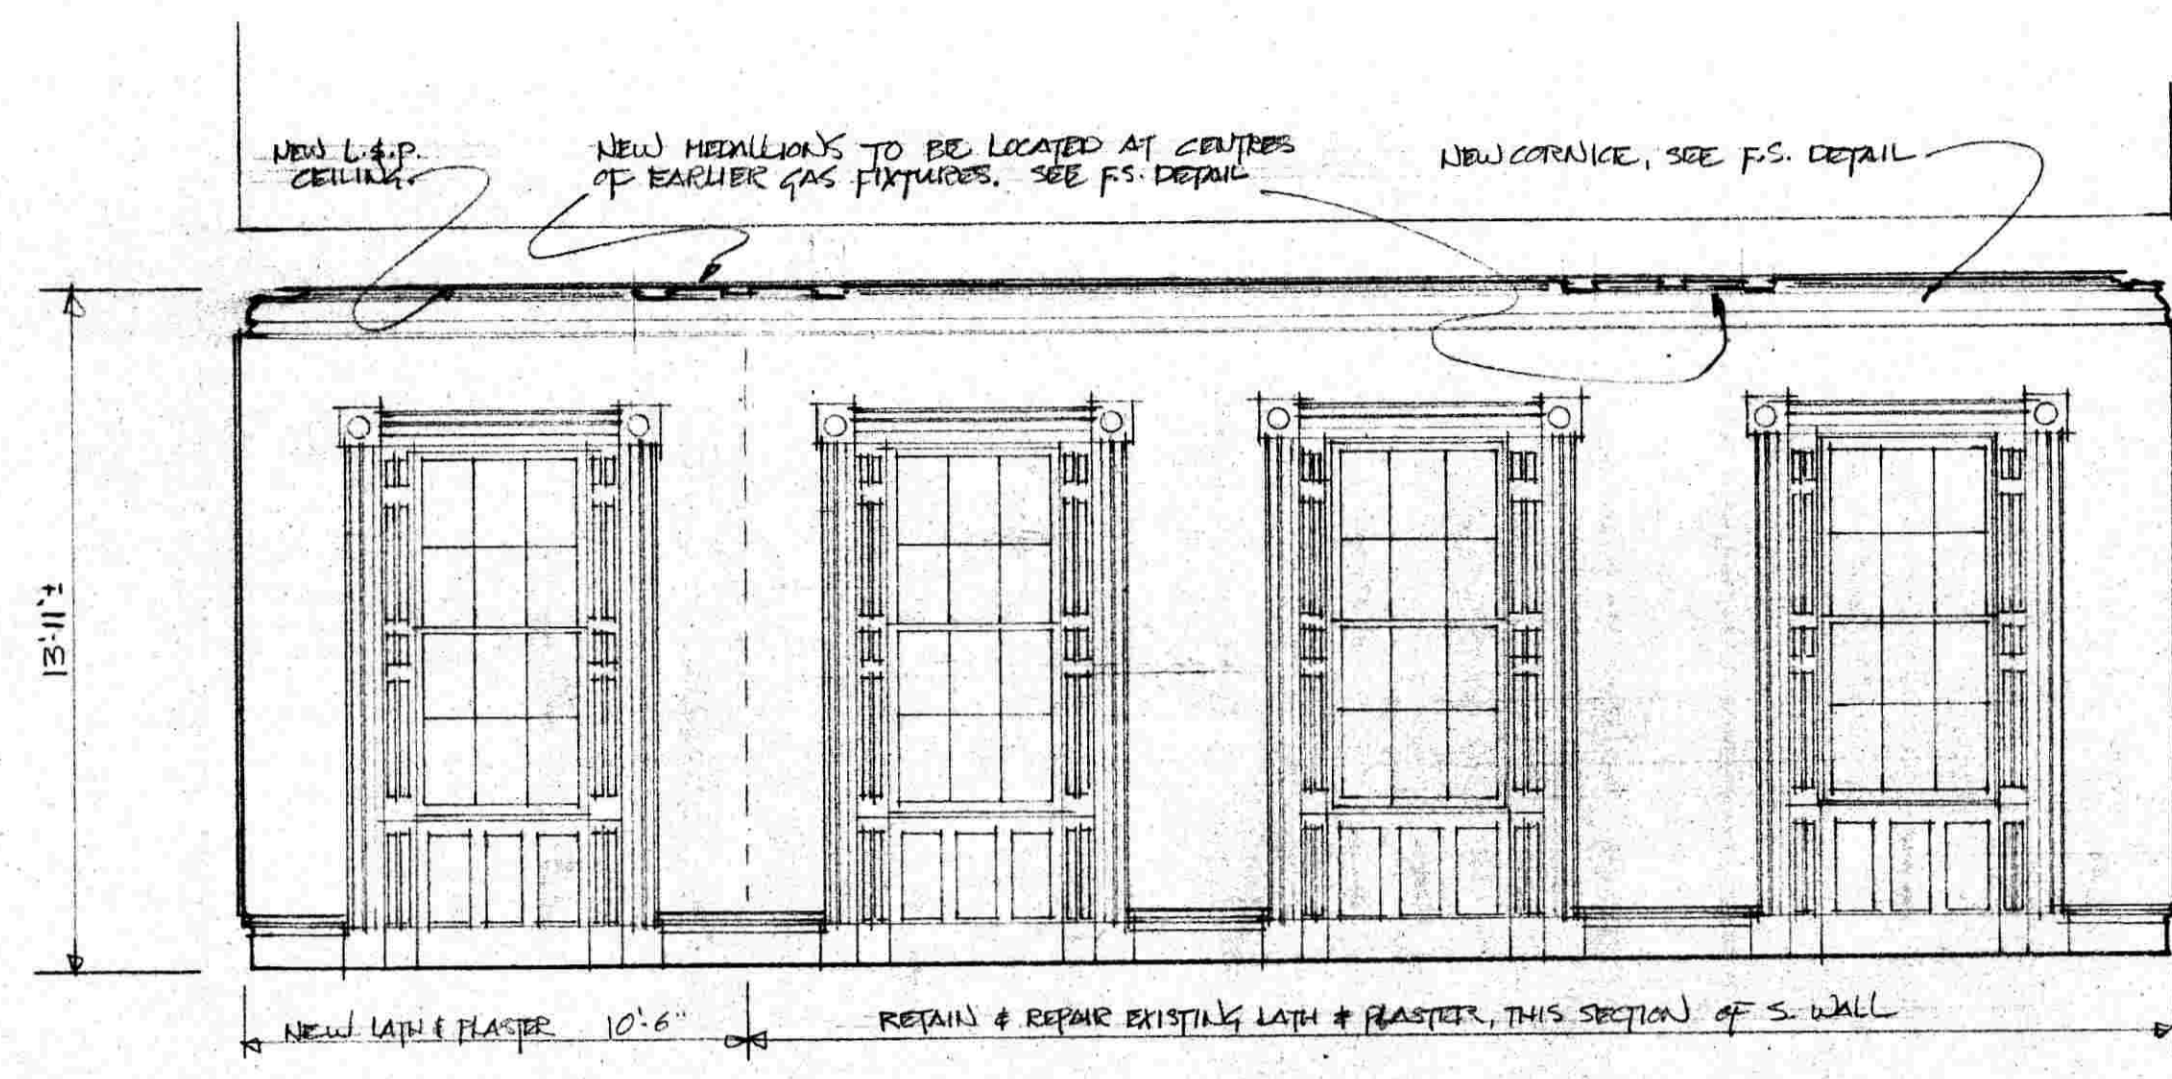 NEW L.&.P.
CEILING.
NEW MEDALLIONS TO BE LOCATED AT CENTRES
OF EARLIER GAS FIXTURES. SEE F.S. DETAIL
NEW CORNICE, SEE F.S. DETAIL
13'-11"±
NEW LATH & PLASTER 10'-6"
RETAIN & REPAIR EXISTING LATH & PLASTER, THIS SECTION OF S. WALL